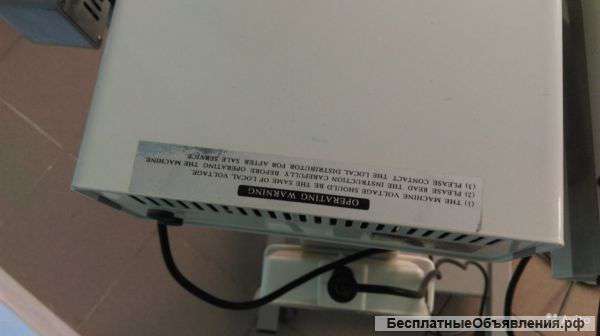 OPERATING WARNING
(1) THE MACHINE VOLTAGE SHOULD BE THE SAME OF LOCAL VOLTAGE.
(2) PLEASE READ THE INSTRUCTION CAREFULLY BEFORE OPERATING THE MACHINE
(3) PLEASE CONTACT THE LOCAL DISTRIBUTOR FOR AFTER SALE SERVICE
БесплатныеОбъявления.рф